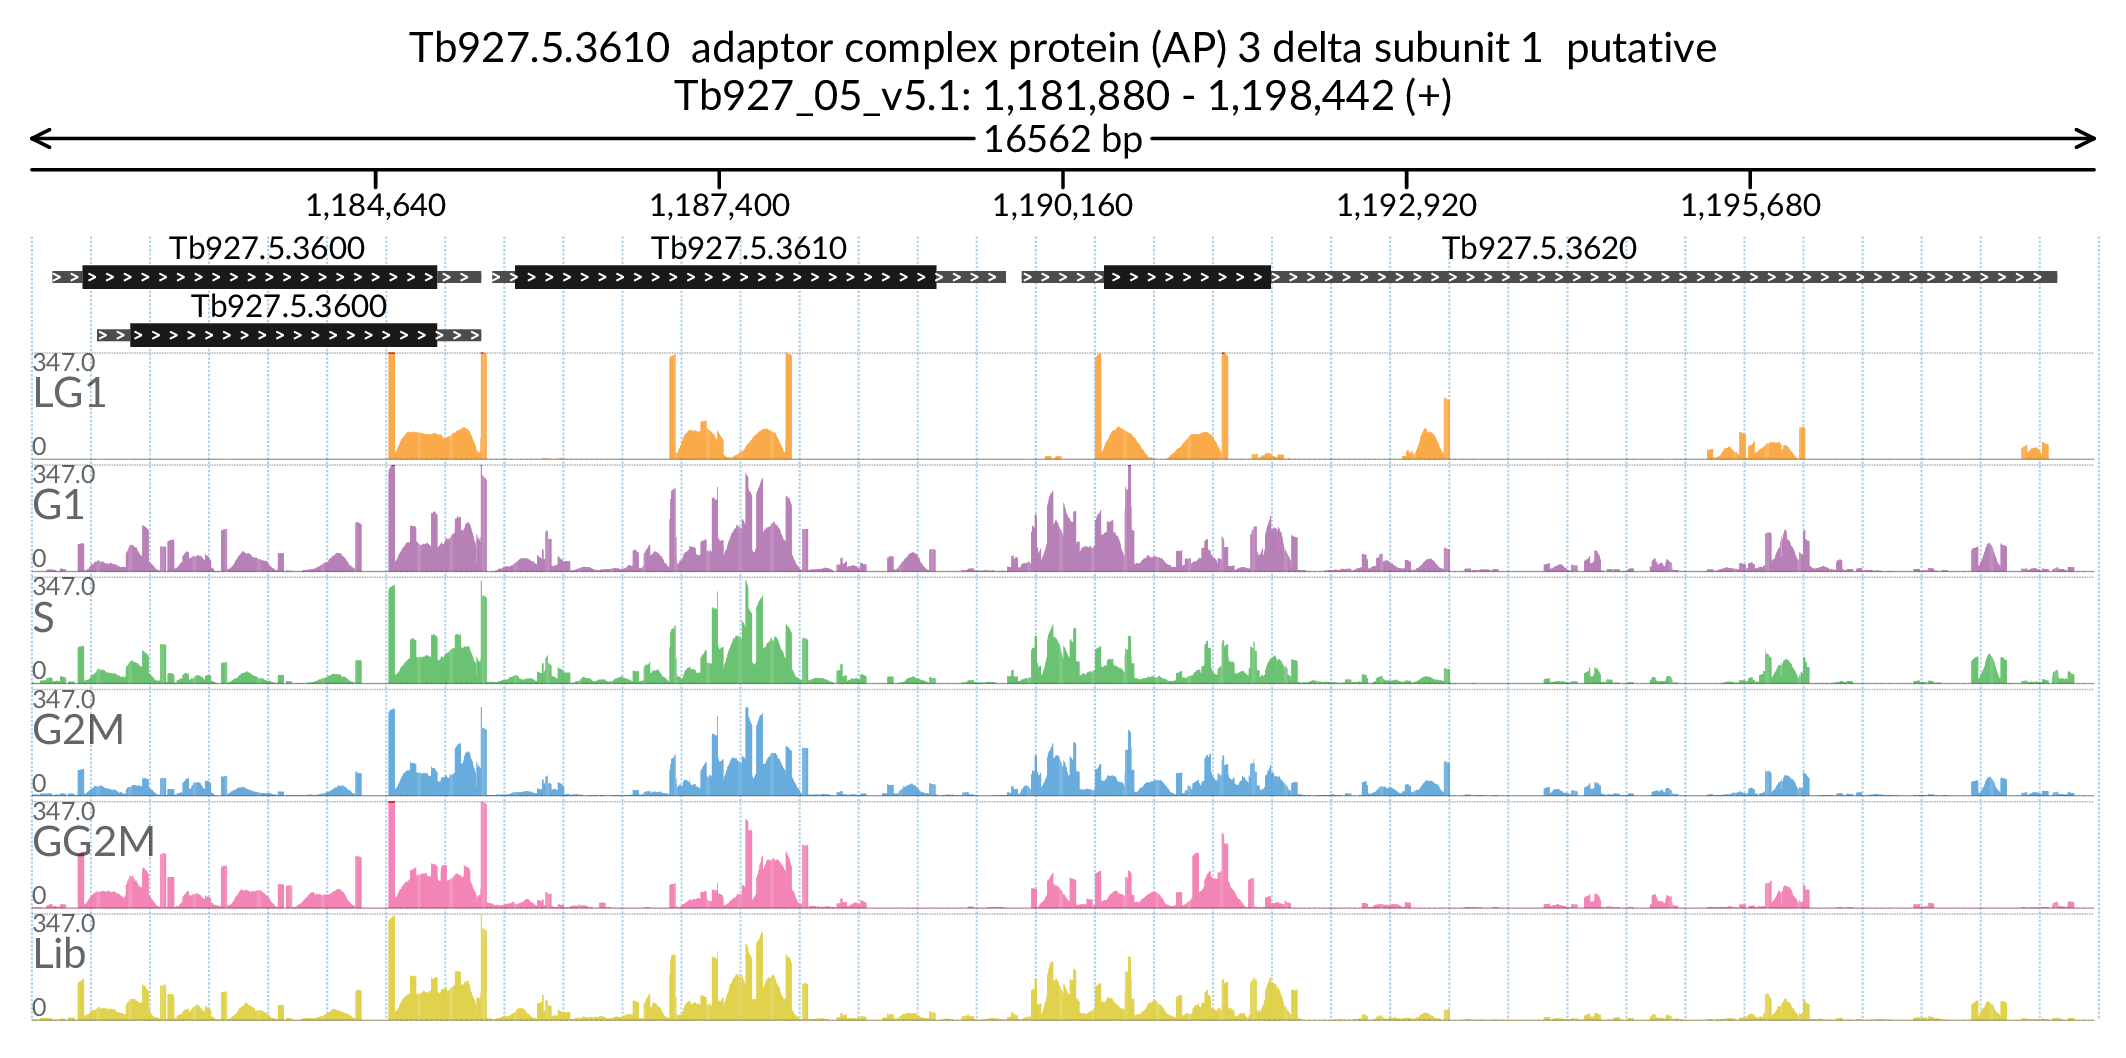 Tb927.5.3610  adaptor complex protein (AP) 3 delta subunit 1  putative
Tb927_05_v5.1: 1,181,880 - 1,198,442 (+)
16562 bp
1,184,640 1,187,400 1,190,160 1,192,920 1,195,680
Tb927.5.3600 Tb927.5.3610 Tb927.5.3620
Tb927.5.3600
347.0
LG1
0
347.0
G1
0
347.0
S
0
347.0
G2M
0
347.0
GG2M
0
347.0
Lib
0